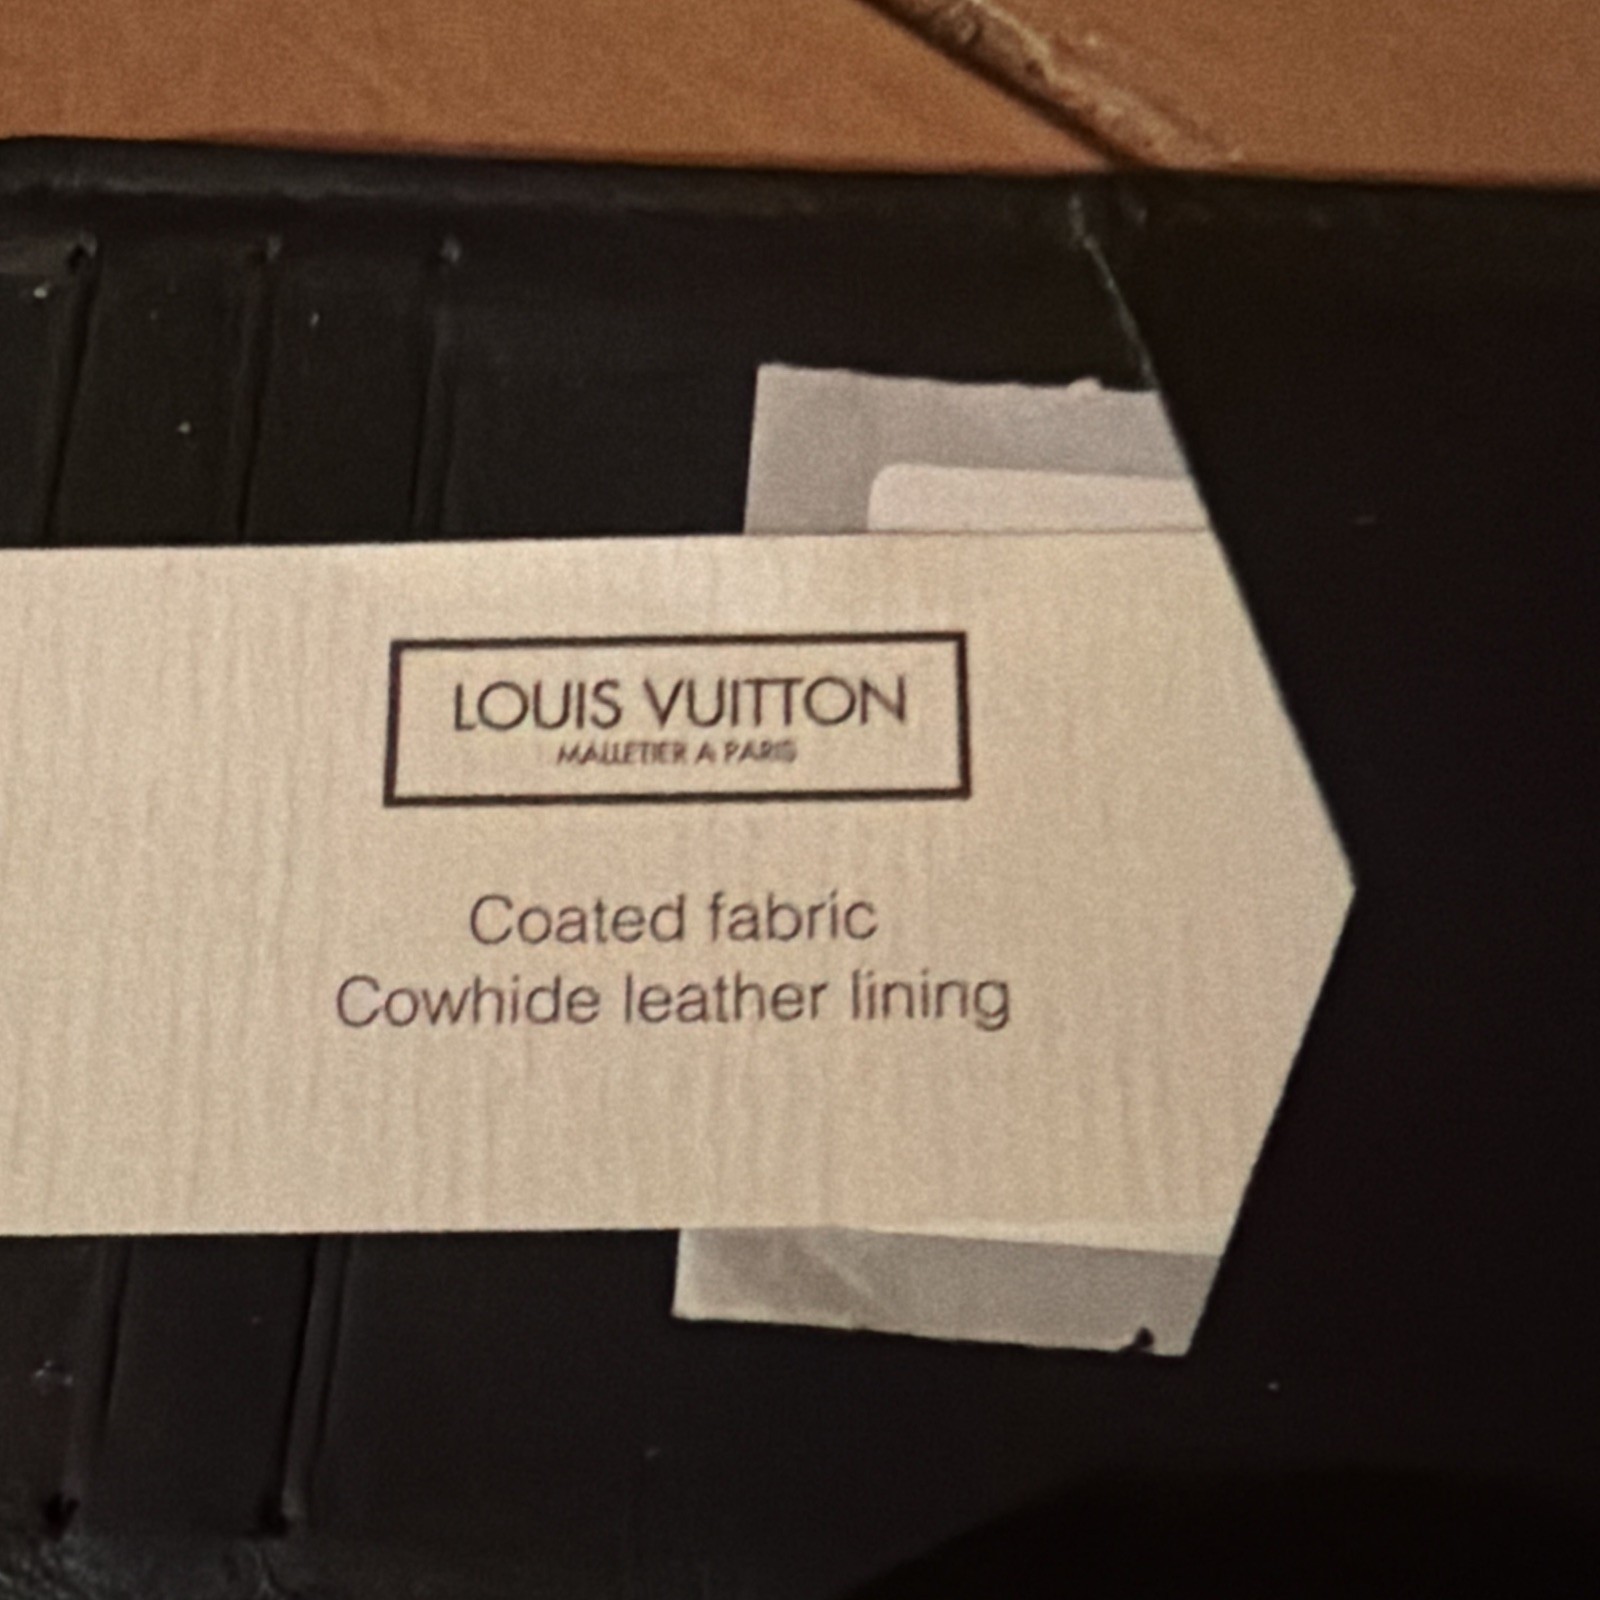 LOUIS VUITTON
MALLETIER A PARIS
Coated fabric
Cowhide leather lining